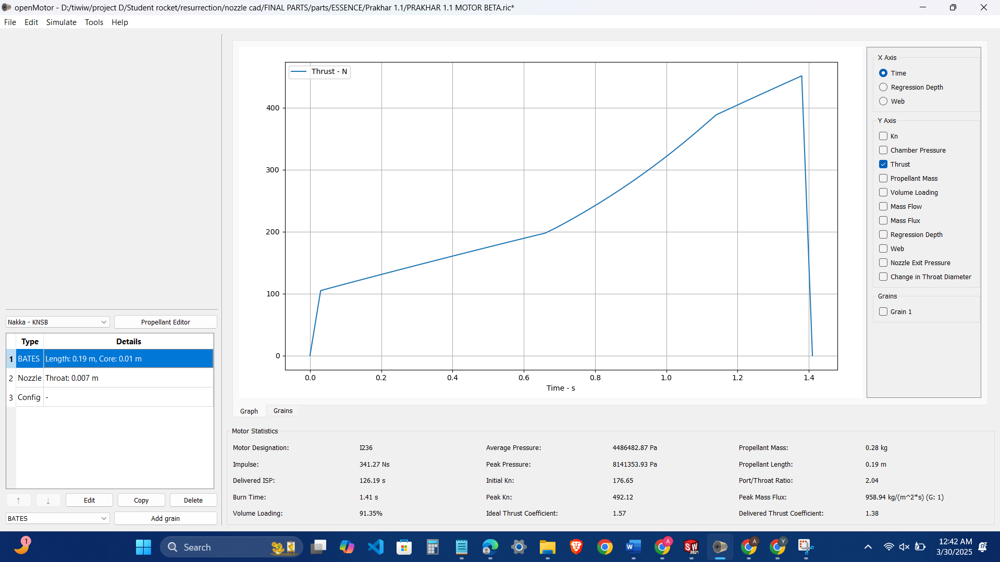 openMotor - D:/tiwiw/project D/Student rocket/resurrection/nozzle cad/FINAL PARTS/parts/ESSENCE/Prakhar 1.1/PRAKHAR 1.1 MOTOR BETA.ric*
File Edit Simulate Tools Help
Nakka - KNSB
Propellant Editor
Type Details
1 BATES Length: 0.19 m, Core: 0.01 m
2 Nozzle Throat: 0.007 m
3 Config -
↑ ↓ Edit Copy Delete
BATES
Add grain
Thrust - N
400
300
200
100
0
0.0 0.2 0.4 0.6 0.8 1.0 1.2 1.4
Time - s
X Axis
Time
Regression Depth
Web
Y Axis
Kn
Chamber Pressure
Thrust
Propellant Mass
Volume Loading
Mass Flow
Mass Flux
Regression Depth
Web
Nozzle Exit Pressure
Change in Throat Diameter
Grains
Grain 1
Graph Grains
Motor Statistics
Motor Designation: I236 Average Pressure: 4486482.87 Pa Propellant Mass: 0.28 kg
Impulse: 341.27 Ns Peak Pressure: 8141353.93 Pa Propellant Length: 0.19 m
Delivered ISP: 126.19 s Initial Kn: 176.65 Port/Throat Ratio: 2.04
Burn Time: 1.41 s Peak Kn: 492.12 Peak Mass Flux: 958.94 kg/(m^2*s) (G: 1)
Volume Loading: 91.35% Ideal Thrust Coefficient: 1.57 Delivered Thrust Coefficient: 1.38
1
Search
A
SW
2021
A
Y
12:42 AM
3/30/2025